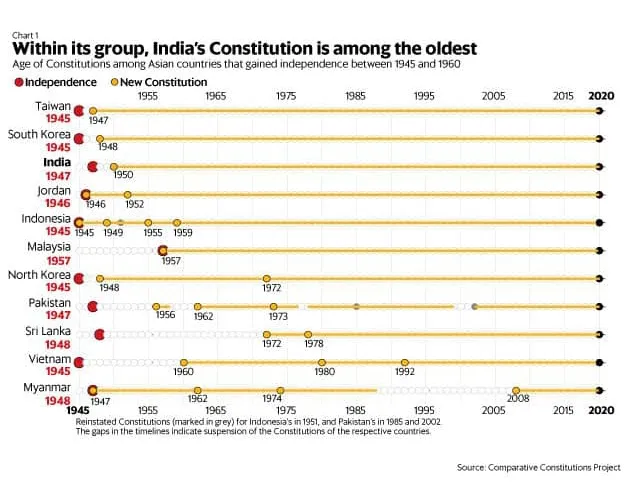 Chart 1
Within its group, India's Constitution is among the oldest
Age of Constitutions among Asian countries that gained independence between 1945 and 1960
Independence New Constitution
1955 1965 1975 1985 1995 2005 2015 2020
Taiwan
1945 1947
South Korea
1945 1948
India
1947 1950
Jordan
1946 1946 1952
Indonesia
1945 1945 1949 1955 1959
Malaysia
1957 1957
North Korea
1945 1948 1972
Pakistan
1947 1956 1962 1973
Sri Lanka
1948 1972 1978
Vietnam
1945 1960 1980 1992
Myanmar
1948 1947 1962 1974 2008
1945 1955 1965 1975 1985 1995 2005 2015 2020
Reinstated Constitutions (marked in grey) for Indonesia's in 1951, and Pakistan's in 1985 and 2002.
The gaps in the timelines indicate suspension of the Constitutions of the respective countries.
Source: Comparative Constitutions Project